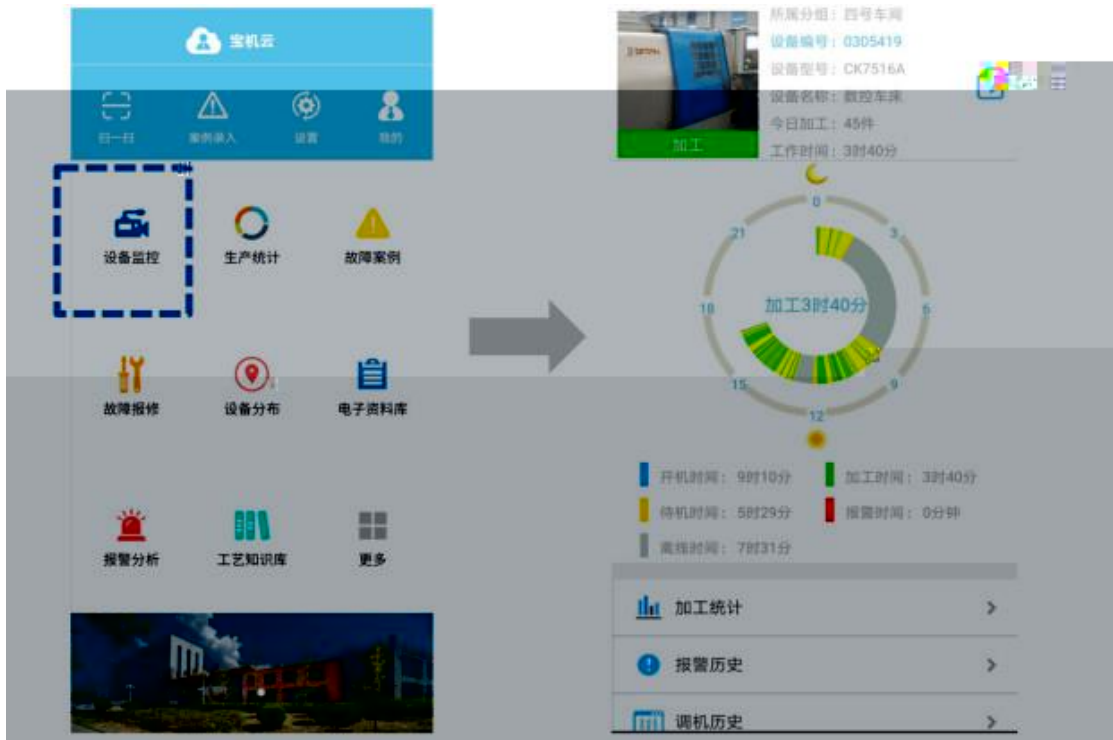 宝机云
扫一扫
案例录入
设置
我的
设备监控
生产统计
故障案例
故障报修
设备分布
电子资料库
报警分析
工艺知识库
更多
所属分组：四号车间
设备编号：0305419
设备型号：CK7516A
设备名称：数控车床
今日加工：45件
工作时间：3时40分
加工
0
3
6
9
12
15
18
21
加工3时40分
开机时间：9时10分
加工时间：3时40分
待机时间：5时29分
报警时间：0分钟
离线时间：7时31分
加工统计
报警历史
调机历史